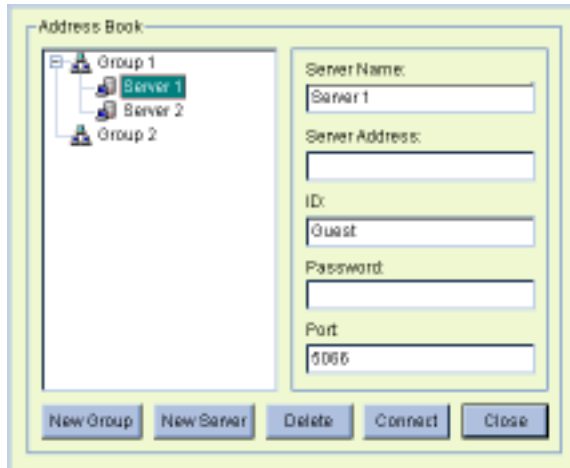 Address Book
Group 1
Server 1
Server 2
Group 2
Server Name:
Server 1
Server Address:
ID:
Guest
Password:
Port
5066
New Group
New Server
Delete
Connect
Close